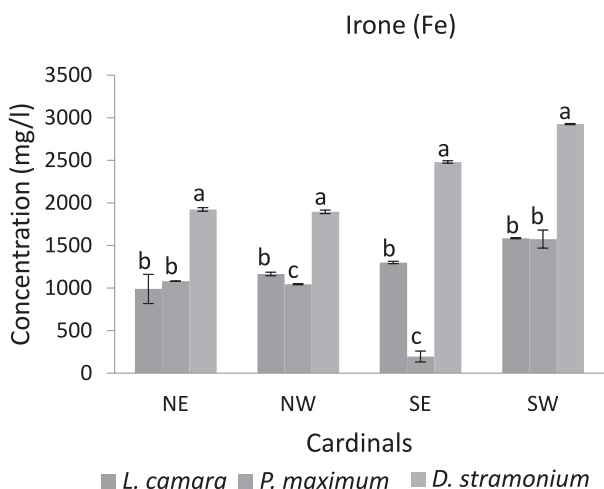 Irone (Fe)
Concentration (mg/l)
3500
3000
2500
2000
1500
1000
500
0
b b a
b c a
b c a
b b a
NE NW SE SW
Cardinals
L. camara P. maximum D. stramonium